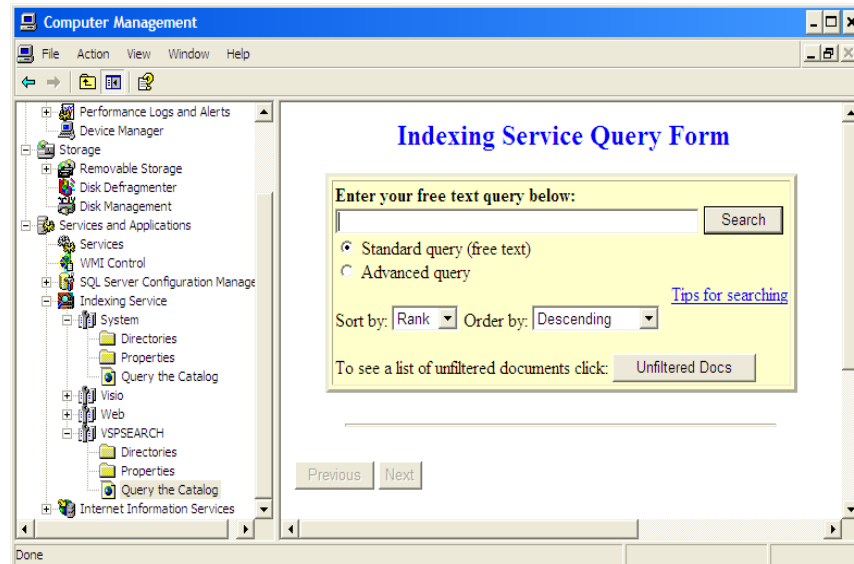 Computer Management
File Action View Window Help
Performance Logs and Alerts
Device Manager
Storage
Removable Storage
Disk Defragmenter
Disk Management
Services and Applications
Services
WMI Control
SQL Server Configuration Manage
Indexing Service
System
Directories
Properties
Query the Catalog
Visio
Web
VSPSEARCH
Directories
Properties
Query the Catalog
Internet Information Services
Indexing Service Query Form
Enter your free text query below:
Search
Standard query (free text)
Advanced query
Tips for searching
Sort by: Rank Order by: Descending
To see a list of unfiltered documents click: Unfiltered Docs
Previous Next
Done